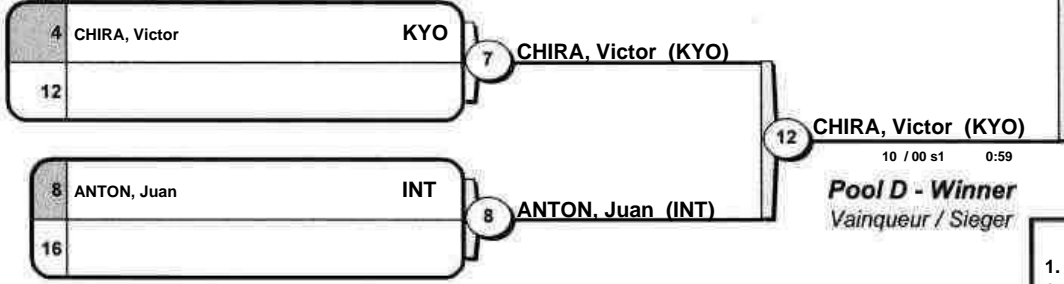 4 CHIRA, Victor KYO
12
7 CHIRA, Victor (KYO)
12 CHIRA, Victor (KYO)
10 / 00 s1 0:59
Pool D - Winner
Vainqueur / Sieger
8 ANTON, Juan INT
16
8 ANTON, Juan (INT)
1.